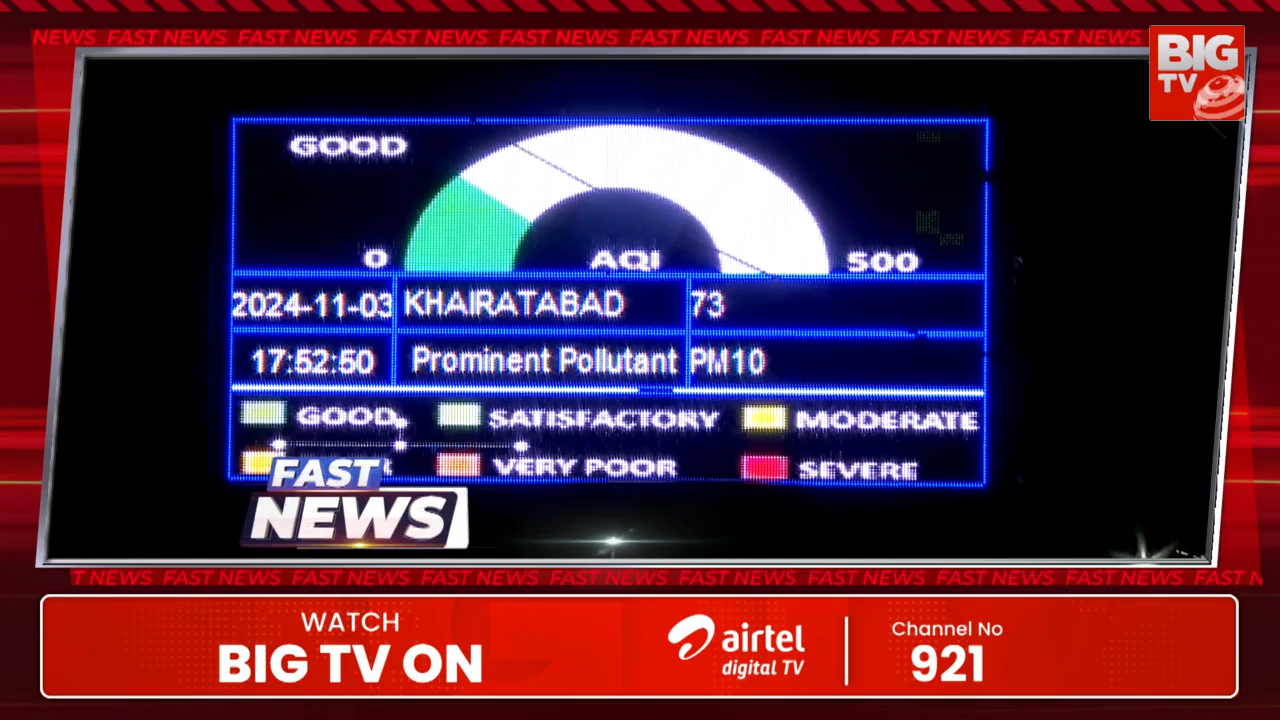 NEWS FAST NEWS FAST NEWS FAST NEWS FAST NEWS FAST NEWS FAST NEWS FAST NEWS FAST NEWS
BIG
TV
GOOD
0 AQI 500
2024-11-03 KHAIRATABAD 73
17:52:50 Prominent Pollutant PM10
GOOD SATISFACTORY MODERATE
VERY POOR SEVERE
FAST
NEWS
T NEWS FAST NEWS FAST NEWS FAST NEWS FAST NEWS FAST NEWS FAST NEWS FAST NEWS FAST NEWS FAST N
WATCH
BIG TV ON
airtel
digital TV
Channel No
921